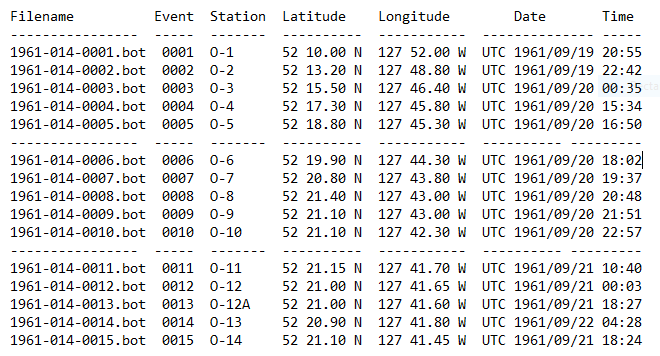 Filename         Event  Station  Latitude    Longitude        Date       Time
---------------- -----  -------  ----------  -----------  -------------- ---------
1961-014-0001.bot  0001  O-1      52 10.00 N  127 52.00 W  UTC 1961/09/19 20:55
1961-014-0002.bot  0002  O-2      52 13.20 N  127 48.80 W  UTC 1961/09/19 22:42
1961-014-0003.bot  0003  O-3      52 15.50 N  127 46.40 W  UTC 1961/09/20 00:35
1961-014-0004.bot  0004  O-4      52 17.30 N  127 45.80 W  UTC 1961/09/20 15:34
1961-014-0005.bot  0005  O-5      52 18.80 N  127 45.30 W  UTC 1961/09/20 16:50
---------------- -----  -------  ----------  -----------  ---------- ---------
1961-014-0006.bot  0006  O-6      52 19.90 N  127 44.30 W  UTC 1961/09/20 18:02
1961-014-0007.bot  0007  O-7      52 20.80 N  127 43.80 W  UTC 1961/09/20 19:37
1961-014-0008.bot  0008  O-8      52 21.40 N  127 43.00 W  UTC 1961/09/20 20:48
1961-014-0009.bot  0009  O-9      52 21.10 N  127 43.00 W  UTC 1961/09/20 21:51
1961-014-0010.bot  0010  O-10     52 21.10 N  127 42.30 W  UTC 1961/09/20 22:57
---------------- -----  -------  ----------  -----------  ---------- ---------
1961-014-0011.bot  0011  O-11     52 21.15 N  127 41.70 W  UTC 1961/09/21 10:40
1961-014-0012.bot  0012  O-12     52 21.00 N  127 41.65 W  UTC 1961/09/21 00:03
1961-014-0013.bot  0013  O-12A    52 21.00 N  127 41.60 W  UTC 1961/09/21 18:27
1961-014-0014.bot  0014  O-13     52 20.90 N  127 41.80 W  UTC 1961/09/22 04:28
1961-014-0015.bot  0015  O-14     52 21.10 N  127 41.45 W  UTC 1961/09/21 18:24